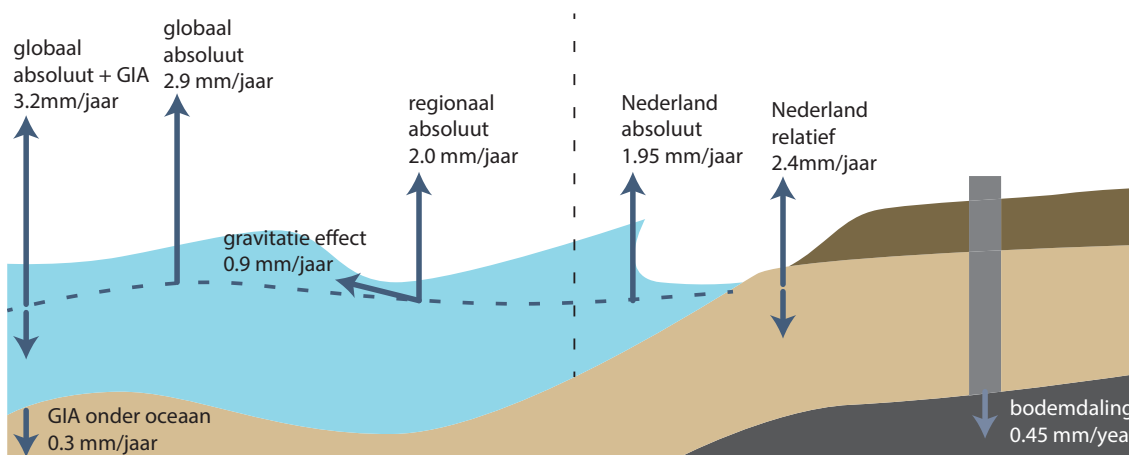 globaal
absoluut + GIA
3.2mm/jaar
globaal
absoluut
2.9 mm/jaar
regionaal
absoluut
2.0 mm/jaar
Nederland
absoluut
1.95 mm/jaar
Nederland
relatief
2.4mm/jaar
gravitatie effect
0.9 mm/jaar
GIA onder oceaan
0.3 mm/jaar
bodemdaling
0.45 mm/year